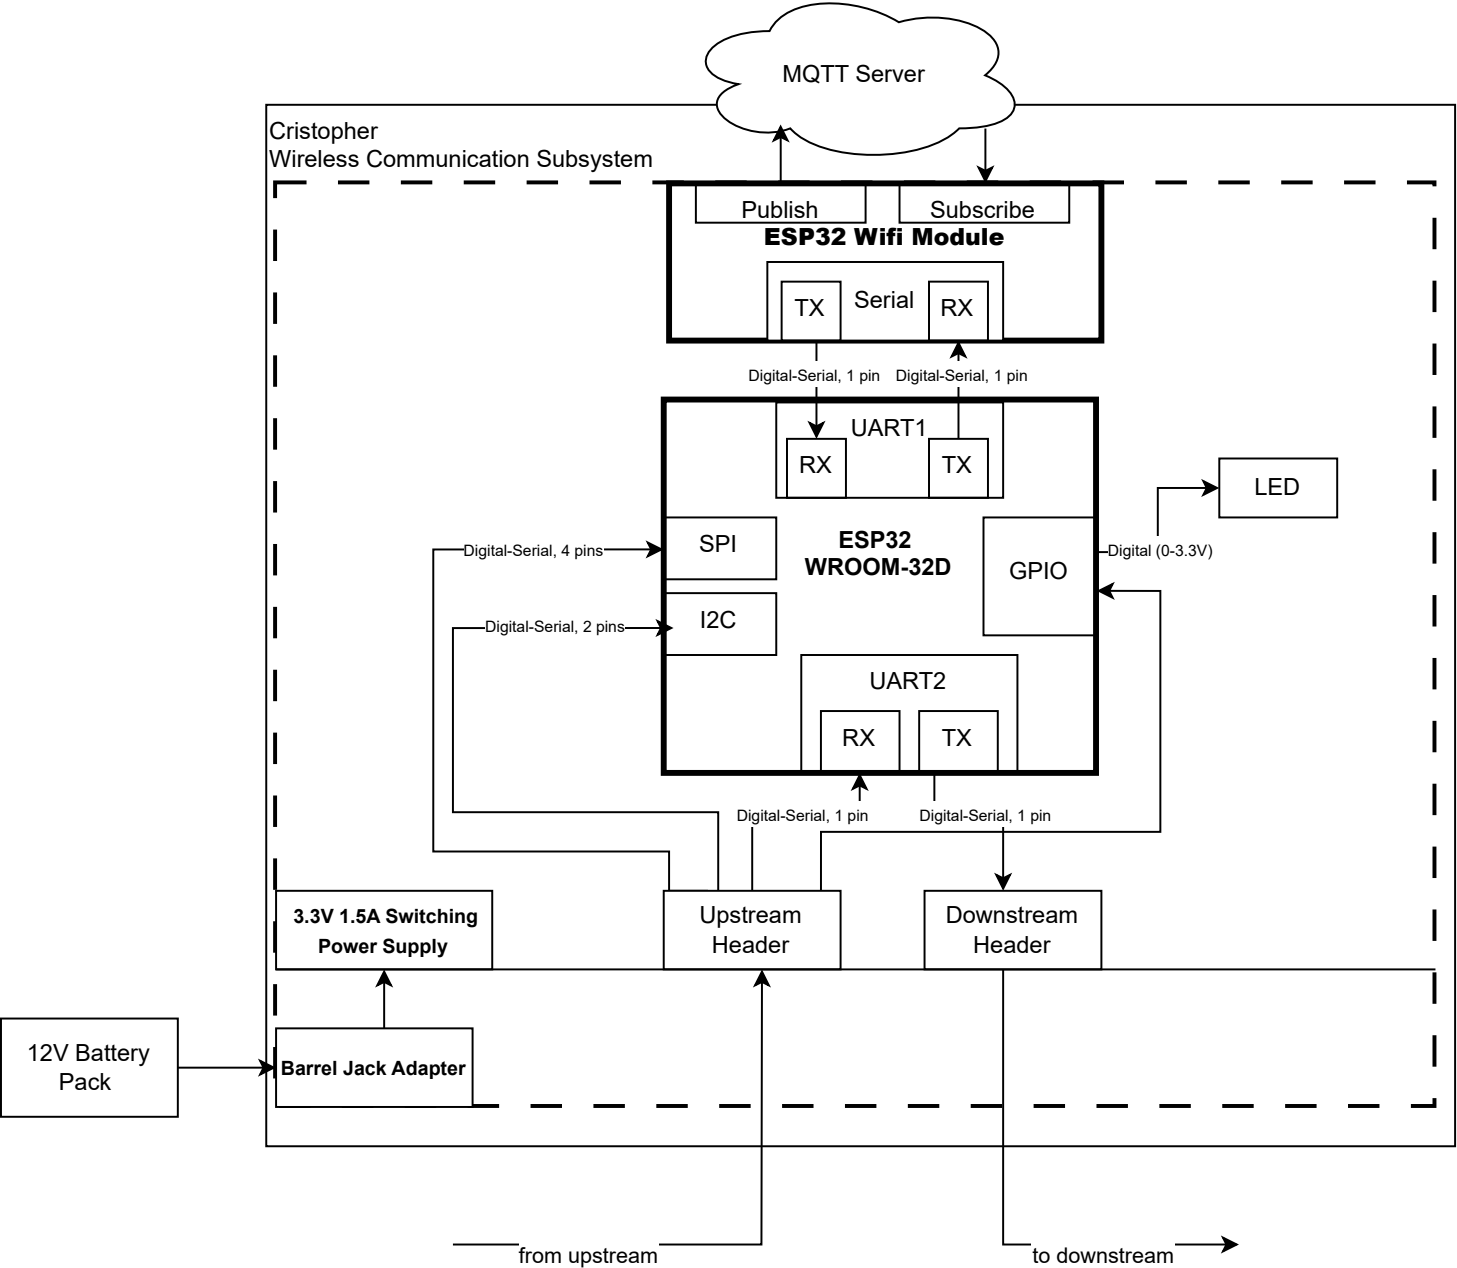 MQTT Server
Cristopher
Wireless Communication Subsystem
Publish
Subscribe
ESP32 Wifi Module
TX
Serial
RX
Digital-Serial, 1 pin
Digital-Serial, 1 pin
UART1
RX
TX
LED
SPI
ESP32
WROOM-32D
GPIO
Digital-Serial, 4 pins
Digital (0-3.3V)
I2C
Digital-Serial, 2 pins
UART2
RX
TX
Digital-Serial, 1 pin
Digital-Serial, 1 pin
3.3V 1.5A Switching
Power Supply
Upstream
Header
Downstream
Header
12V Battery
Pack
Barrel Jack Adapter
from upstream
to downstream